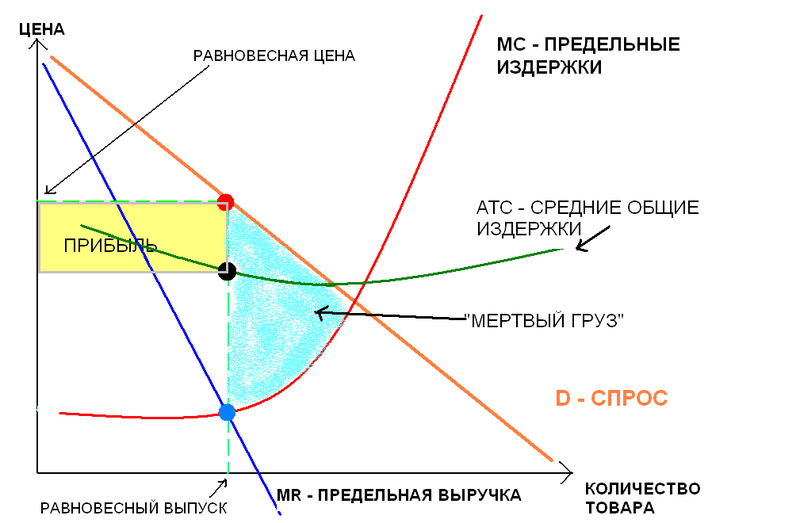 ЦЕНА
РАВНОВЕСНАЯ ЦЕНА
MC - ПРЕДЕЛЬНЫЕ
ИЗДЕРЖКИ
ATC - СРЕДНИЕ ОБЩИЕ
ИЗДЕРЖКИ
ПРИБЫЛЬ
"МЕРТВЫЙ ГРУЗ"
D - СПРОС
РАВНОВЕСНЫЙ ВЫПУСК
MR - ПРЕДЕЛЬНАЯ ВЫРУЧКА
КОЛИЧЕСТВО
ТОВАРА